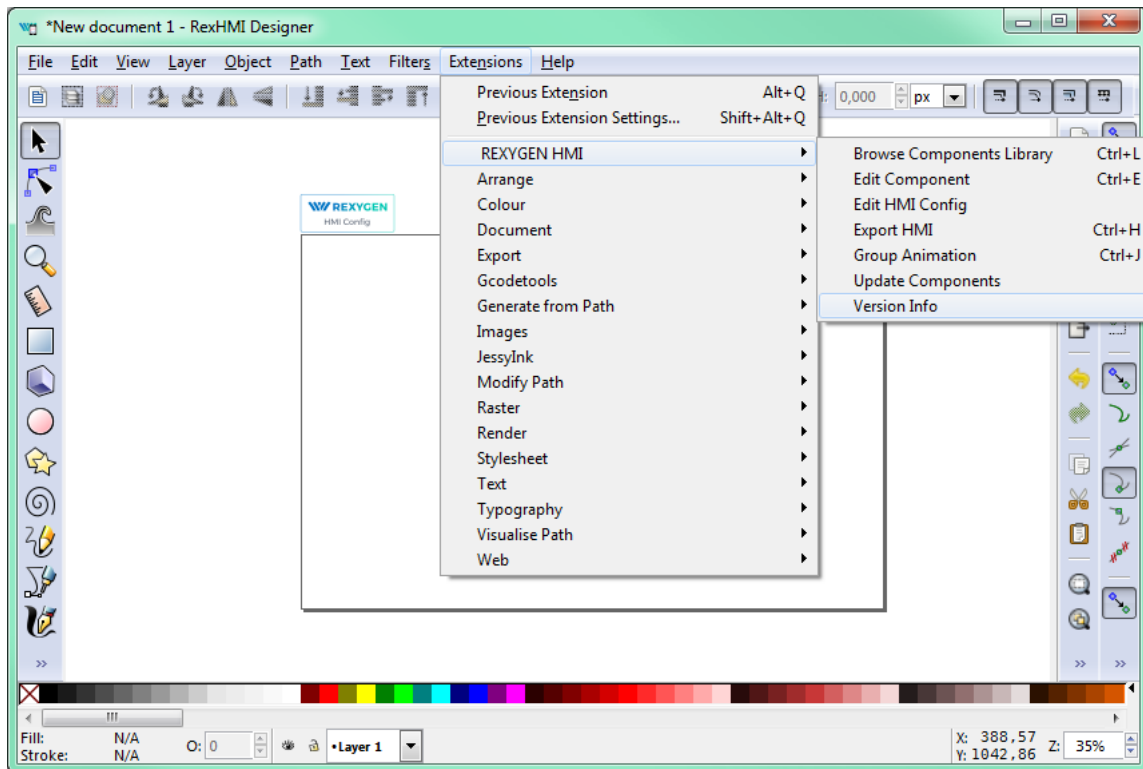 *New document 1 - RexHMI Designer
File Edit View Layer Object Path Text Filters Extensions Help
0,000 px
Previous Extension Alt+Q
Previous Extension Settings... Shift+Alt+Q
REXYGEN HMI
Arrange
Colour
Document
Export
Gcodetools
Generate from Path
Images
JessyInk
Modify Path
Raster
Render
Stylesheet
Text
Typography
Visualise Path
Web
Browse Components Library Ctrl+L
Edit Component Ctrl+E
Edit HMI Config
Export HMI Ctrl+H
Group Animation Ctrl+J
Update Components
Version Info
REXYGEN
HMI Config
Fill: N/A
Stroke: N/A
O: 0
•Layer 1
X: 388,57
Y: 1042,86
Z: 35%